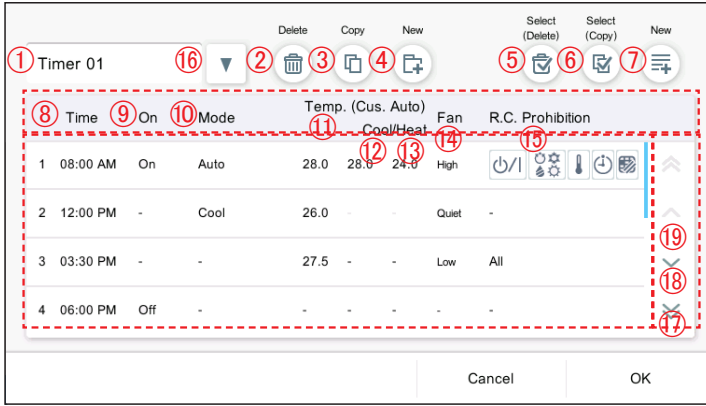 Delete Copy New Select (Delete) Select (Copy) New
① Timer 01 ⑯ ▼ ② ③ ④ ⑤ ⑥ ⑦
Temp. (Cus. Auto)
⑧ Time ⑨ On ⑩ Mode ⑪ Cool/Heat Fan R.C. Prohibition
⑫ ⑬ ⑭ ⑮
1 08:00 AM On Auto 28.0 28.0 24.0 High
2 12:00 PM - Cool 26.0 - - Quiet -
⑲
3 03:30 PM - - 27.5 - - Low All
⑱
4 06:00 PM Off - - - - - -
⑰
Cancel OK